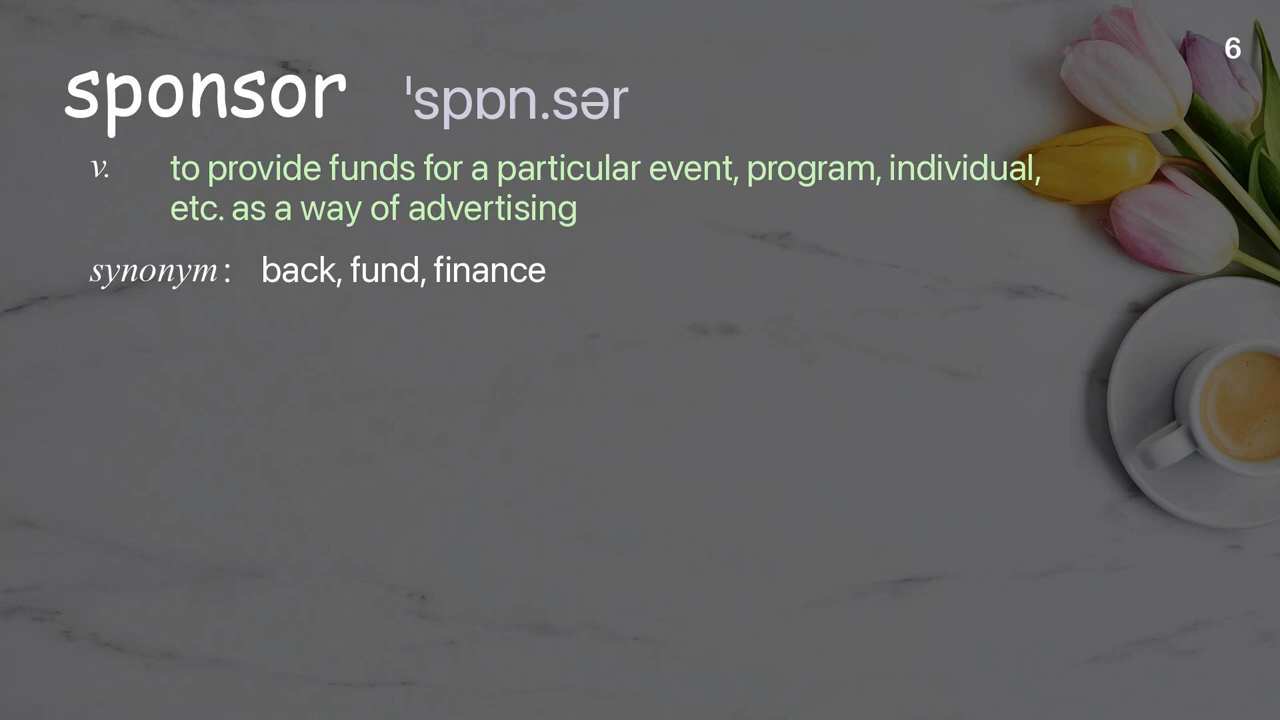 6
sponsor ˈspɒn.sər
v. to provide funds for a particular event, program, individual,
etc. as a way of advertising
synonym: back, fund, finance